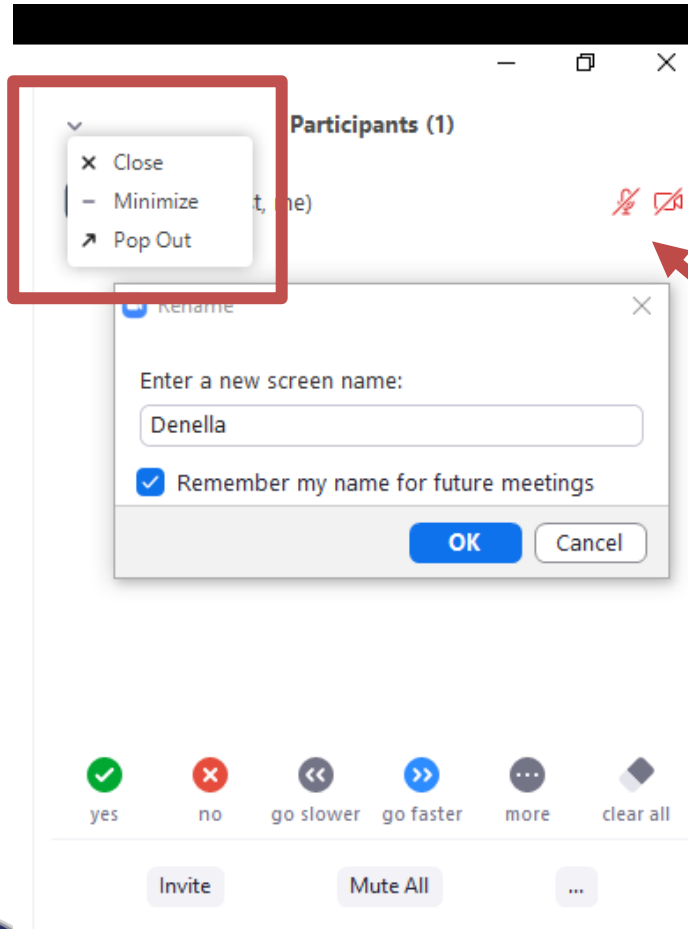 Participants (1)
× Close
− Minimize
↗ Pop Out
t, me)
Rename
Enter a new screen name:
Denella
Remember my name for future meetings
OK Cancel
yes no go slower go faster more clear all
Invite Mute All ...